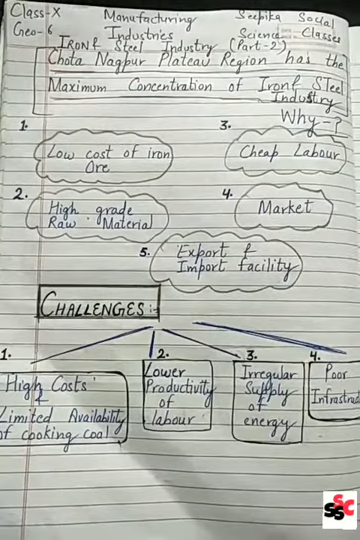 Class-X Manufacturing Seepika Social
Geo-6 Industries Science Classes
Iron & Steel Industry (Part-2)
Chota Nagpur Plateau Region has the
Maximum Concentration of Iron & Steel
Industry
Why-?
1.
Low cost of iron
Ore
3.
Cheap Labour
2.
High grade
Raw Material
4.
Market
5.
Export &
Import facility
CHALLENGES:-
1.
High Costs
&
Limited Availability
of cooking coal
2.
Lower
Productivity
of
labour
3.
Irregular
Supply
of
energy
4.
Poor
SSC